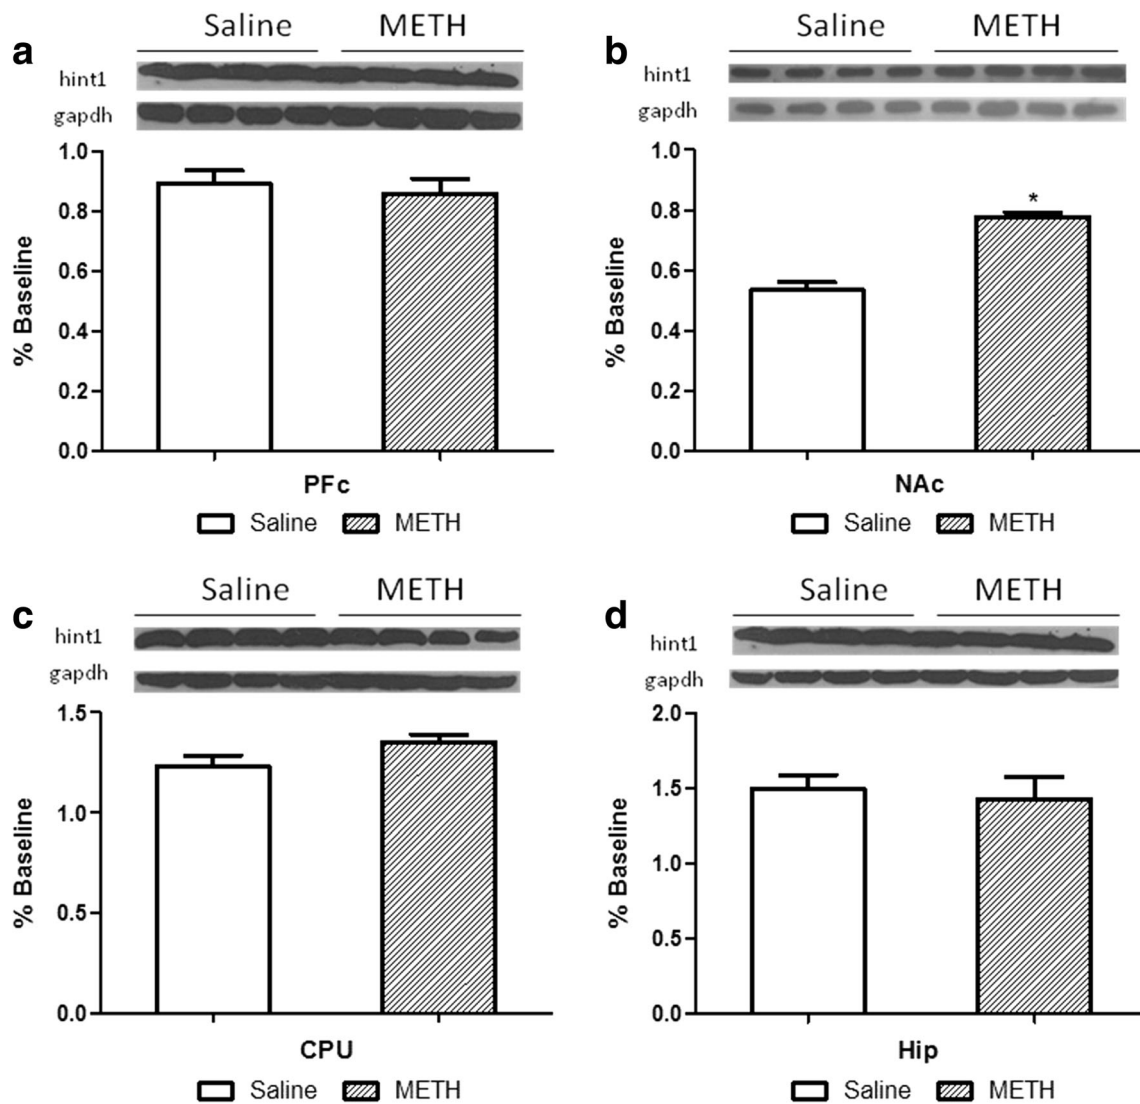 a
Saline METH
hint1
gapdh
1.0
0.8
0.6
0.4
0.2
0.0
% Baseline
PFc
Saline METH
b
Saline METH
hint1
gapdh
1.0
0.8
0.6
0.4
0.2
0.0
% Baseline
*
NAc
Saline METH
c
Saline METH
hint1
gapdh
1.5
1.0
0.5
0.0
% Baseline
CPU
Saline METH
d
Saline METH
hint1
gapdh
2.0
1.5
1.0
0.5
0.0
% Baseline
Hip
Saline METH